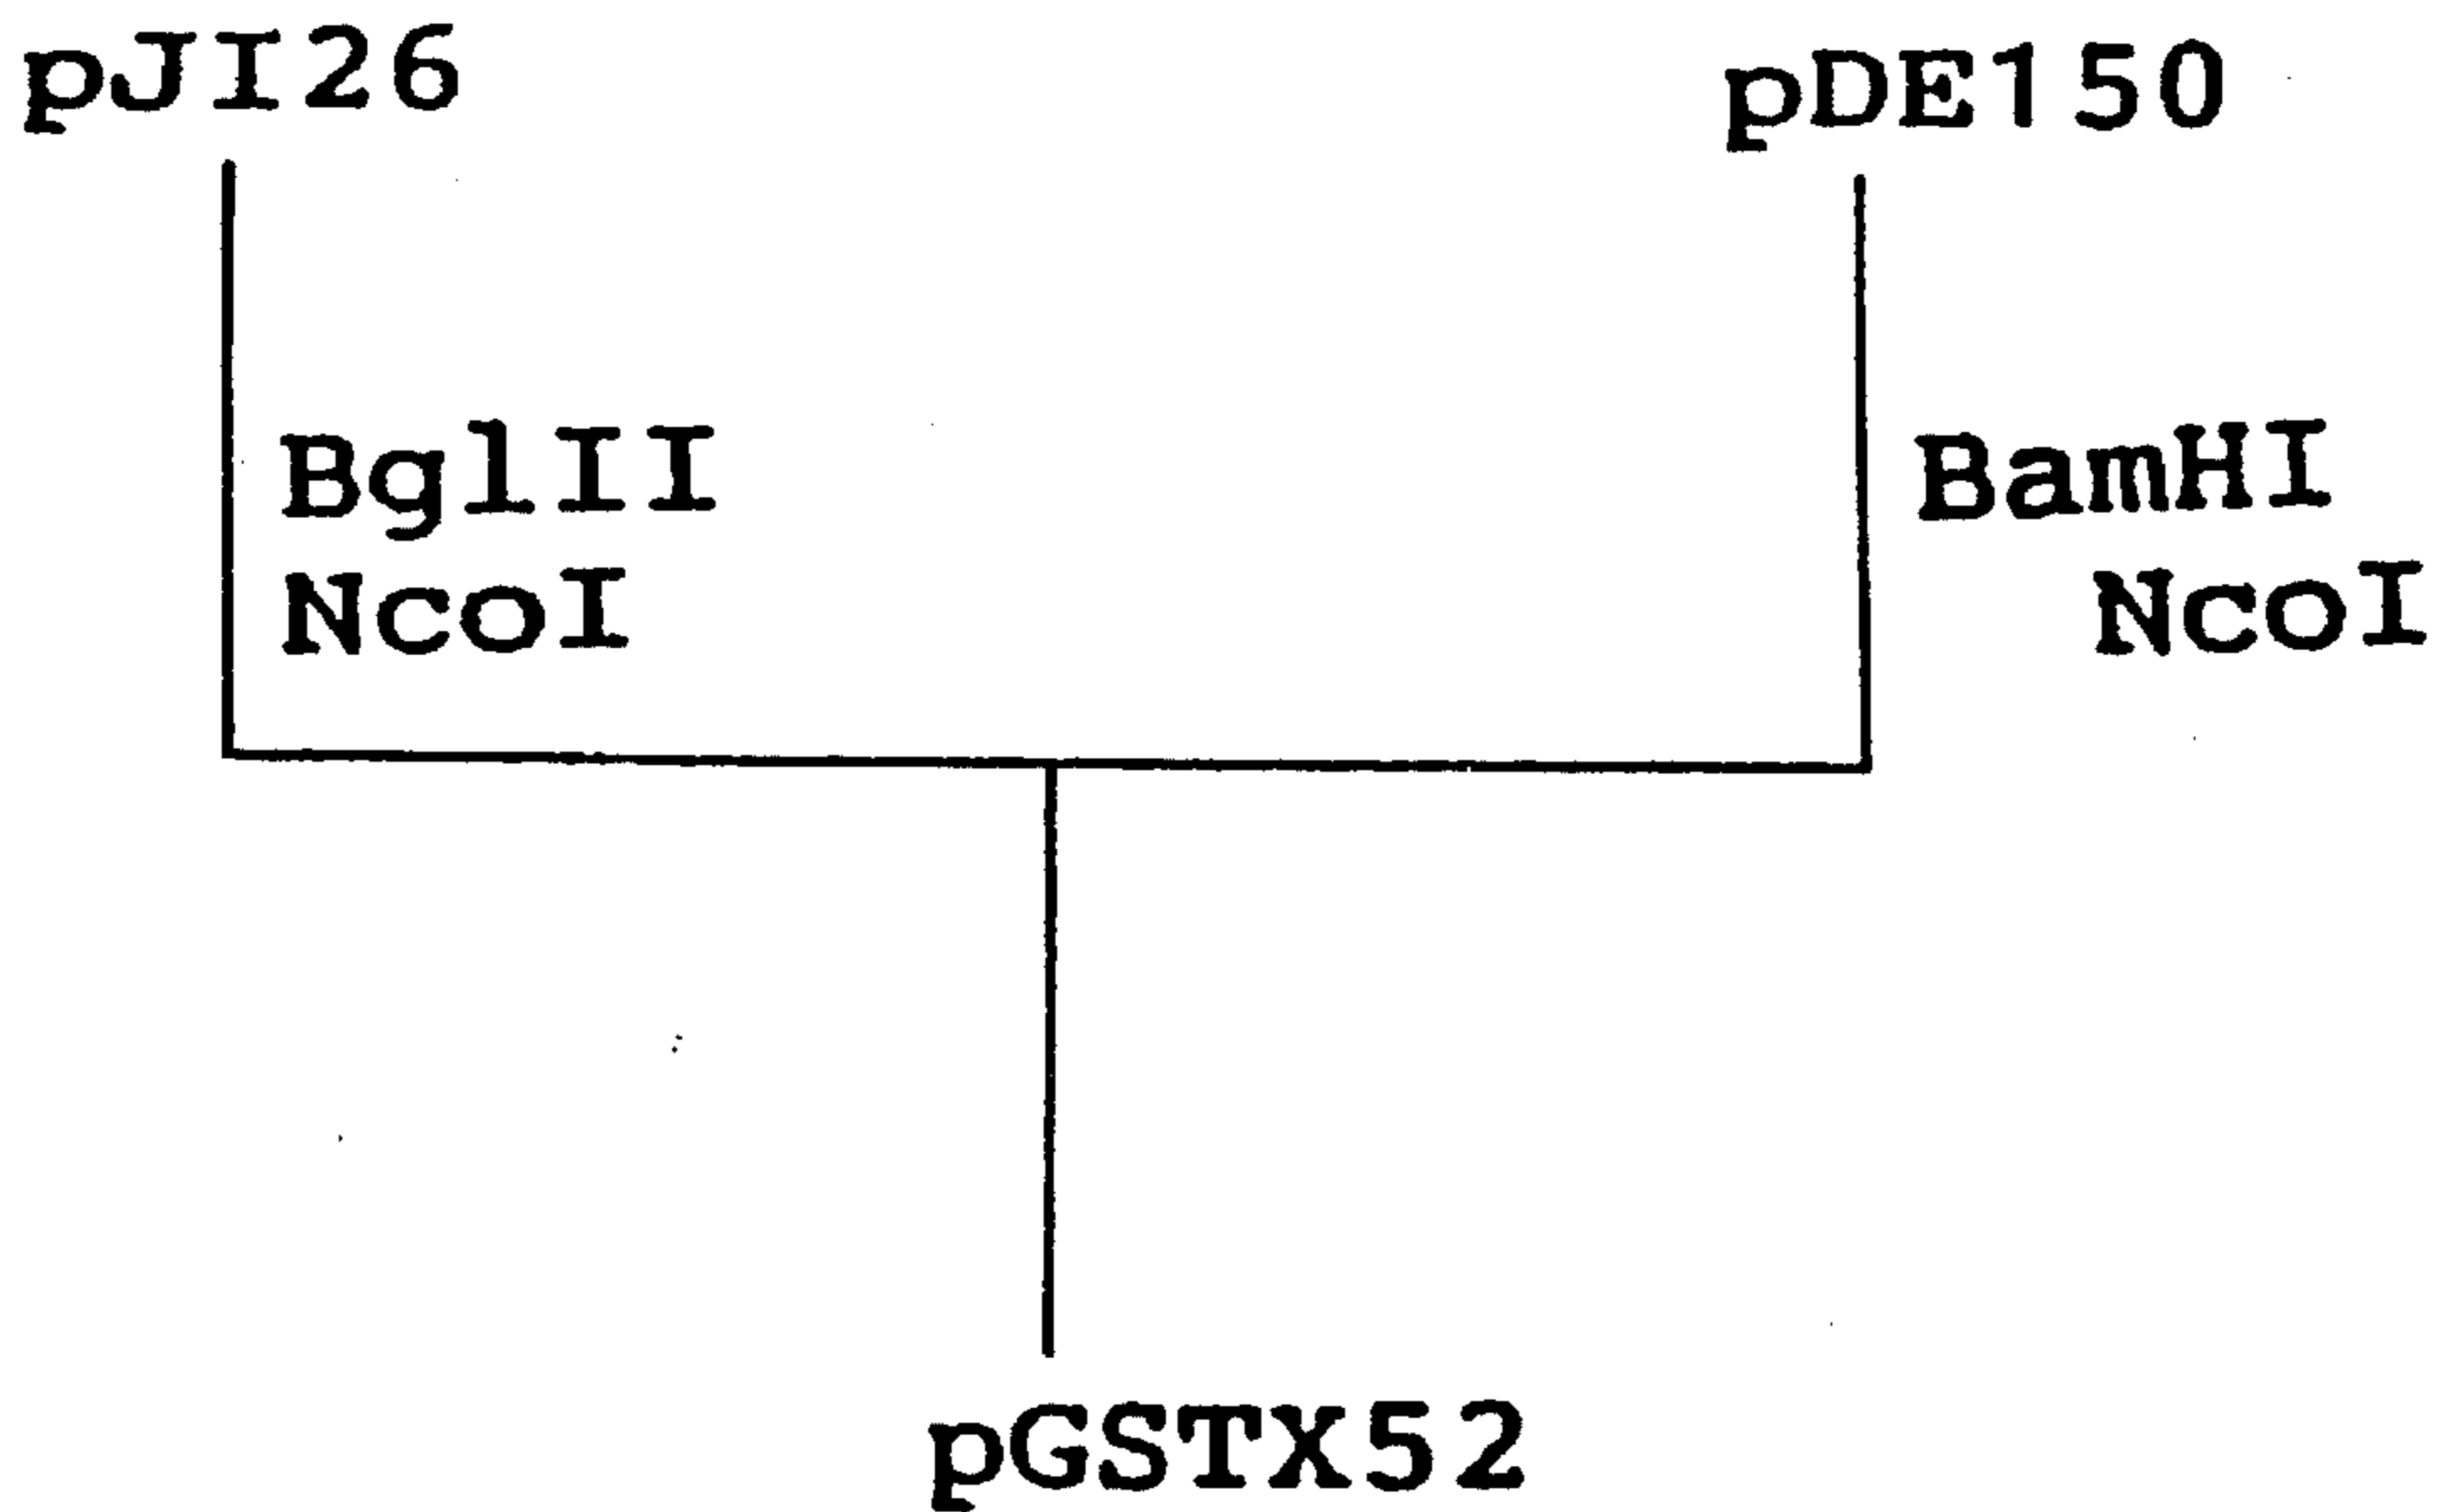 pJI26
pDE150
BglII
NcoI
BamHI
NcoI
pGSTX52